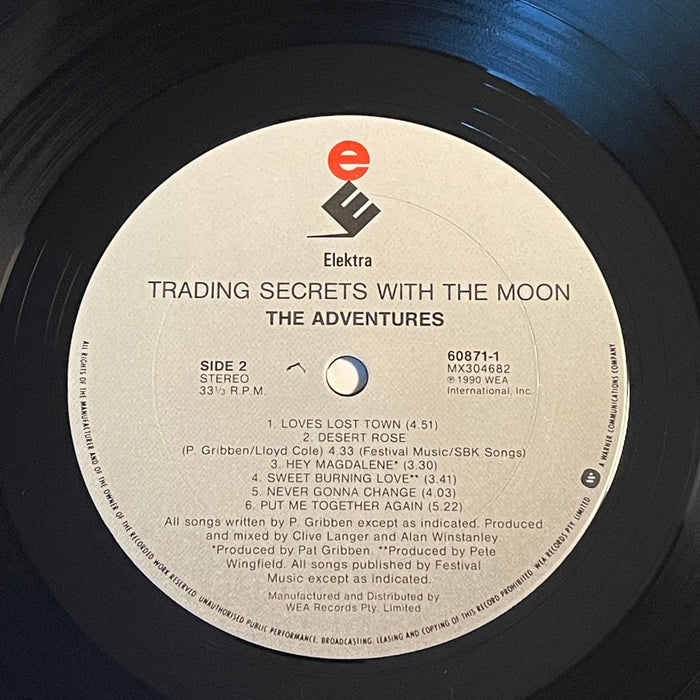 e
E
Elektra
TRADING SECRETS WITH THE MOON
THE ADVENTURES
SIDE 2
STEREO
33⅓ R.P.M.
60871-1
MX304682
℗ 1990 WEA
International, Inc.
1. LOVES LOST TOWN (4.51)
2. DESERT ROSE
(P. Gribben/Lloyd Cole) 4.33 (Festival Music/SBK Songs)
3. HEY MAGDALENE* (3.30)
4. SWEET BURNING LOVE** (3.41)
5. NEVER GONNA CHANGE (4.03)
6. PUT ME TOGETHER AGAIN (5.22)
All songs written by P. Gribben except as indicated. Produced
and mixed by Clive Langer and Alan Winstanley.
*Produced by Pat Gribben. **Produced by Pete
Wingfield. All songs published by Festival
Music except as indicated.
Manufactured and Distributed by
WEA Records Pty. Limited
ALL RIGHTS OF THE MANUFACTURER AND OF THE OWNER OF THE RECORDED WORK RESERVED. UNAUTHORISED PUBLIC PERFORMANCE, BROADCASTING, LEASING AND COPYING OF THIS RECORD PROHIBITED. WEA RECORDS PTY. LIMITED, A WARNER COMMUNICATIONS COMPANY